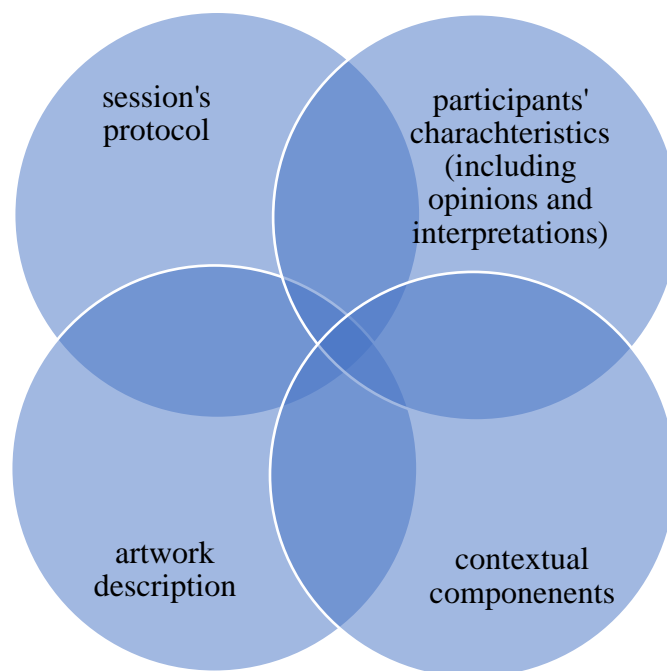 session's
protocol
participants'
charachteristics
(including
opinions and
interpretations)
artwork
description
contextual
componenents